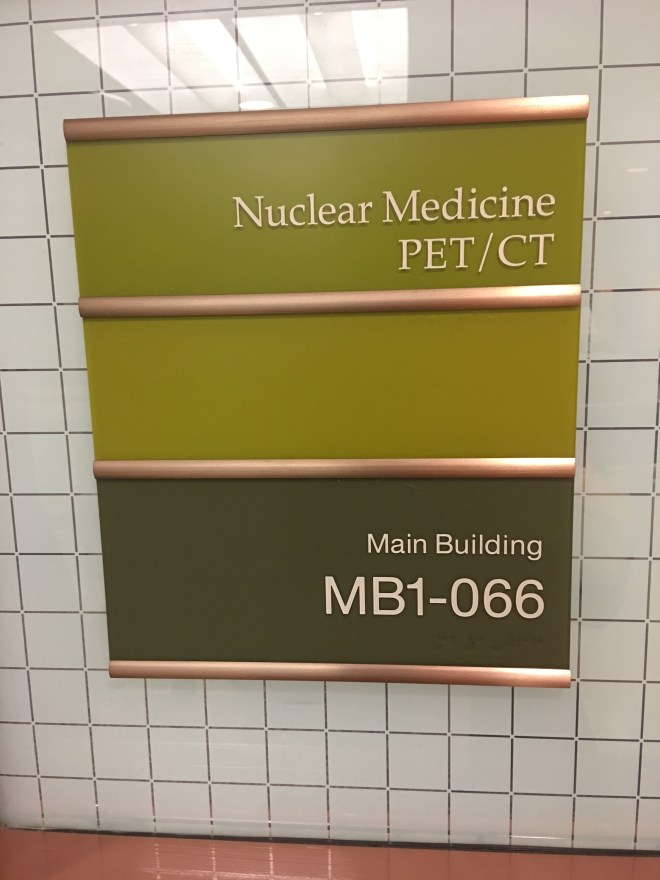 Nuclear Medicine
PET/CT
Main Building
MB1-066